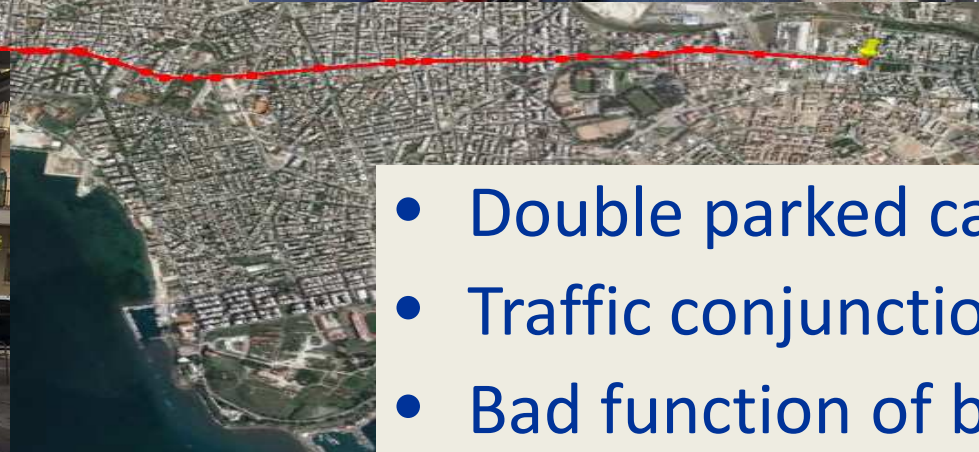 • Double parked ca
• Traffic conjunctio
• Bad function of b